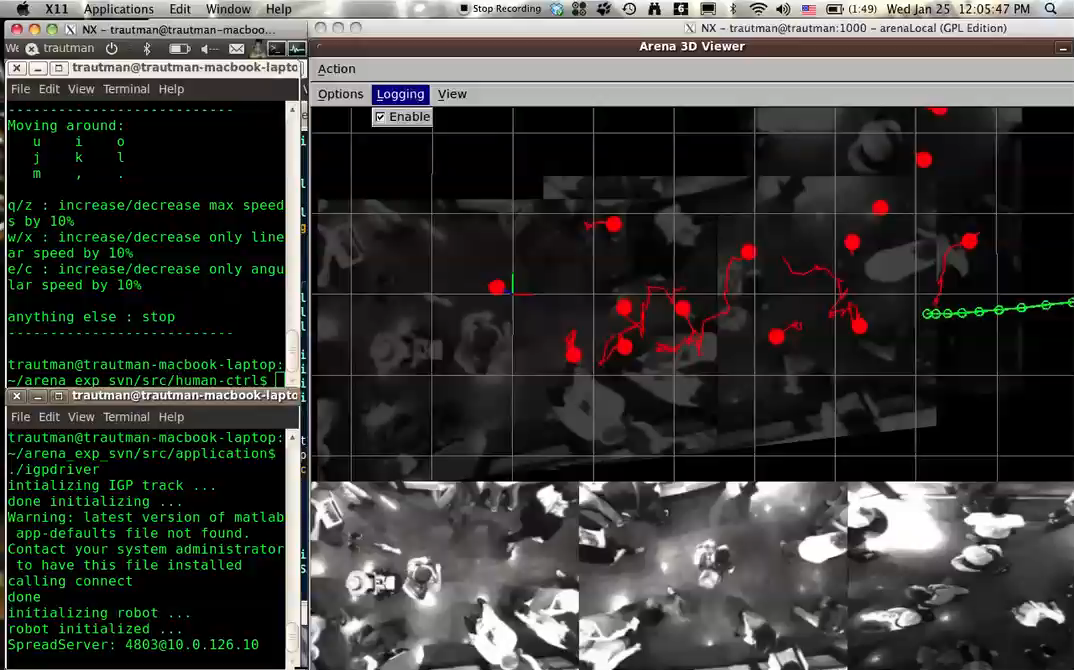 X11 Applications Edit Window Help
Stop Recording
(1:49) Wed Jan 25 12:05:47 PM
NX - trautman@trautman-macboo...
trautman
trautman@trautman-macbook-lapto
File Edit View Terminal Help
---------------------------
Moving around:
u i o
j k l
m , .
q/z : increase/decrease max speed
s by 10%
w/x : increase/decrease only line
ar speed by 10%
e/c : increase/decrease only angu
lar speed by 10%
anything else : stop
---------------------------
trautman@trautman-macbook-laptop:
~/arena_exp_svn/src/human-ctrl$
trautman@trautman-macbook-lapto
File Edit View Terminal Help
trautman@trautman-macbook-laptop:
~/arena_exp_svn/src/application$
./igpdriver
intializing IGP track ...
done initializing ...
Warning: latest version of matlab
app-defaults file not found.
Contact your system administrator
to have this file installed
calling connect
done
initializing robot ...
robot initialized ...
SpreadServer: 4803@10.0.126.10
NX - trautman@trautman:1000 - arenaLocal (GPL Edition)
Arena 3D Viewer
Action
Options Logging View
Enable